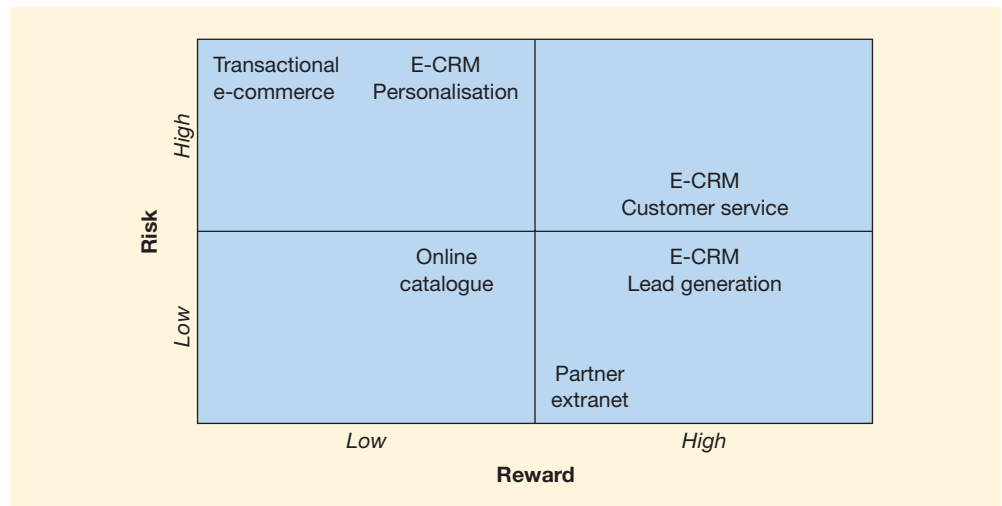 Transactional
e-commerce
E-CRM
Personalisation
E-CRM
Customer service
High
Risk
Online
catalogue
E-CRM
Lead generation
Low
Partner
extranet
Low
High
Reward